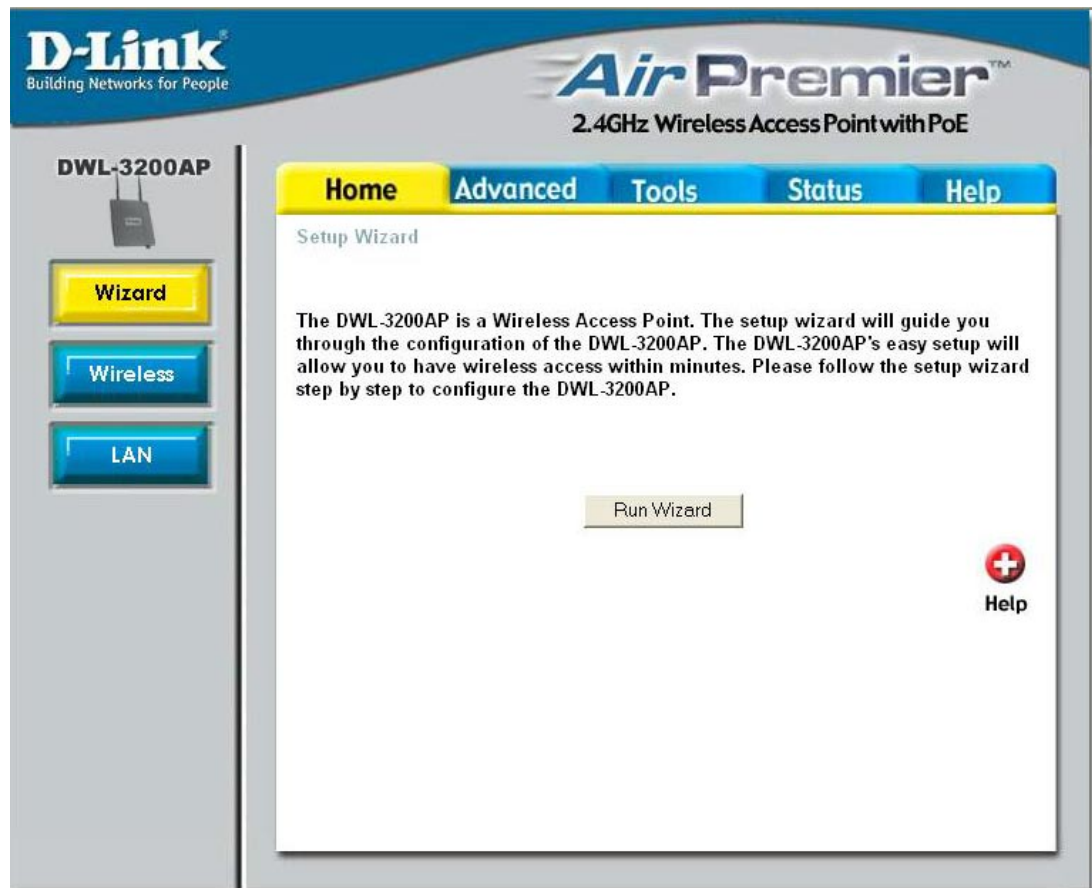 D-Link®
Building Networks for People
Air Premier™
2.4GHz Wireless Access Point with PoE
DWL-3200AP
Home
Advanced
Tools
Status
Help
Wizard
Wireless
LAN
Setup Wizard
The DWL-3200AP is a Wireless Access Point. The setup wizard will guide you
through the configuration of the DWL-3200AP. The DWL-3200AP's easy setup will
allow you to have wireless access within minutes. Please follow the setup wizard
step by step to configure the DWL-3200AP.
Run Wizard
Help